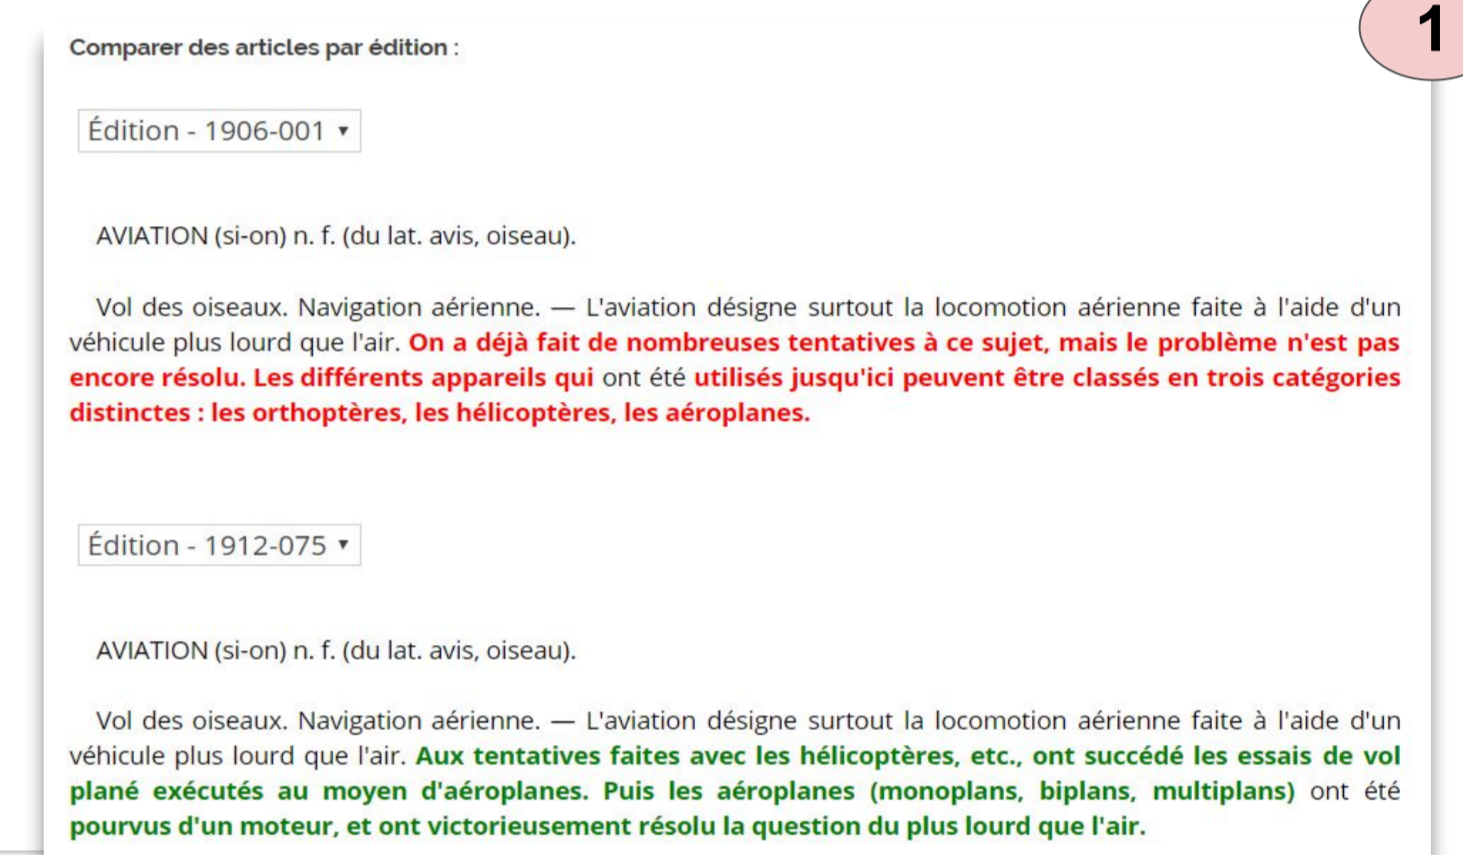 1
Comparer des articles par édition :
Édition - 1906-001 ▾
AVIATION (si-on) n. f. (du lat. avis, oiseau).
Vol des oiseaux. Navigation aérienne. — L'aviation désigne surtout la locomotion aérienne faite à l'aide d'un
véhicule plus lourd que l'air. On a déjà fait de nombreuses tentatives à ce sujet, mais le problème n'est pas
encore résolu. Les différents appareils qui ont été utilisés jusqu'ici peuvent être classés en trois catégories
distinctes : les orthoptères, les hélicoptères, les aéroplanes.
Édition - 1912-075 ▾
AVIATION (si-on) n. f. (du lat. avis, oiseau).
Vol des oiseaux. Navigation aérienne. — L'aviation désigne surtout la locomotion aérienne faite à l'aide d'un
véhicule plus lourd que l'air. Aux tentatives faites avec les hélicoptères, etc., ont succédé les essais de vol
plané exécutés au moyen d'aéroplanes. Puis les aéroplanes (monoplans, biplans, multiplans) ont été
pourvus d'un moteur, et ont victorieusement résolu la question du plus lourd que l'air.